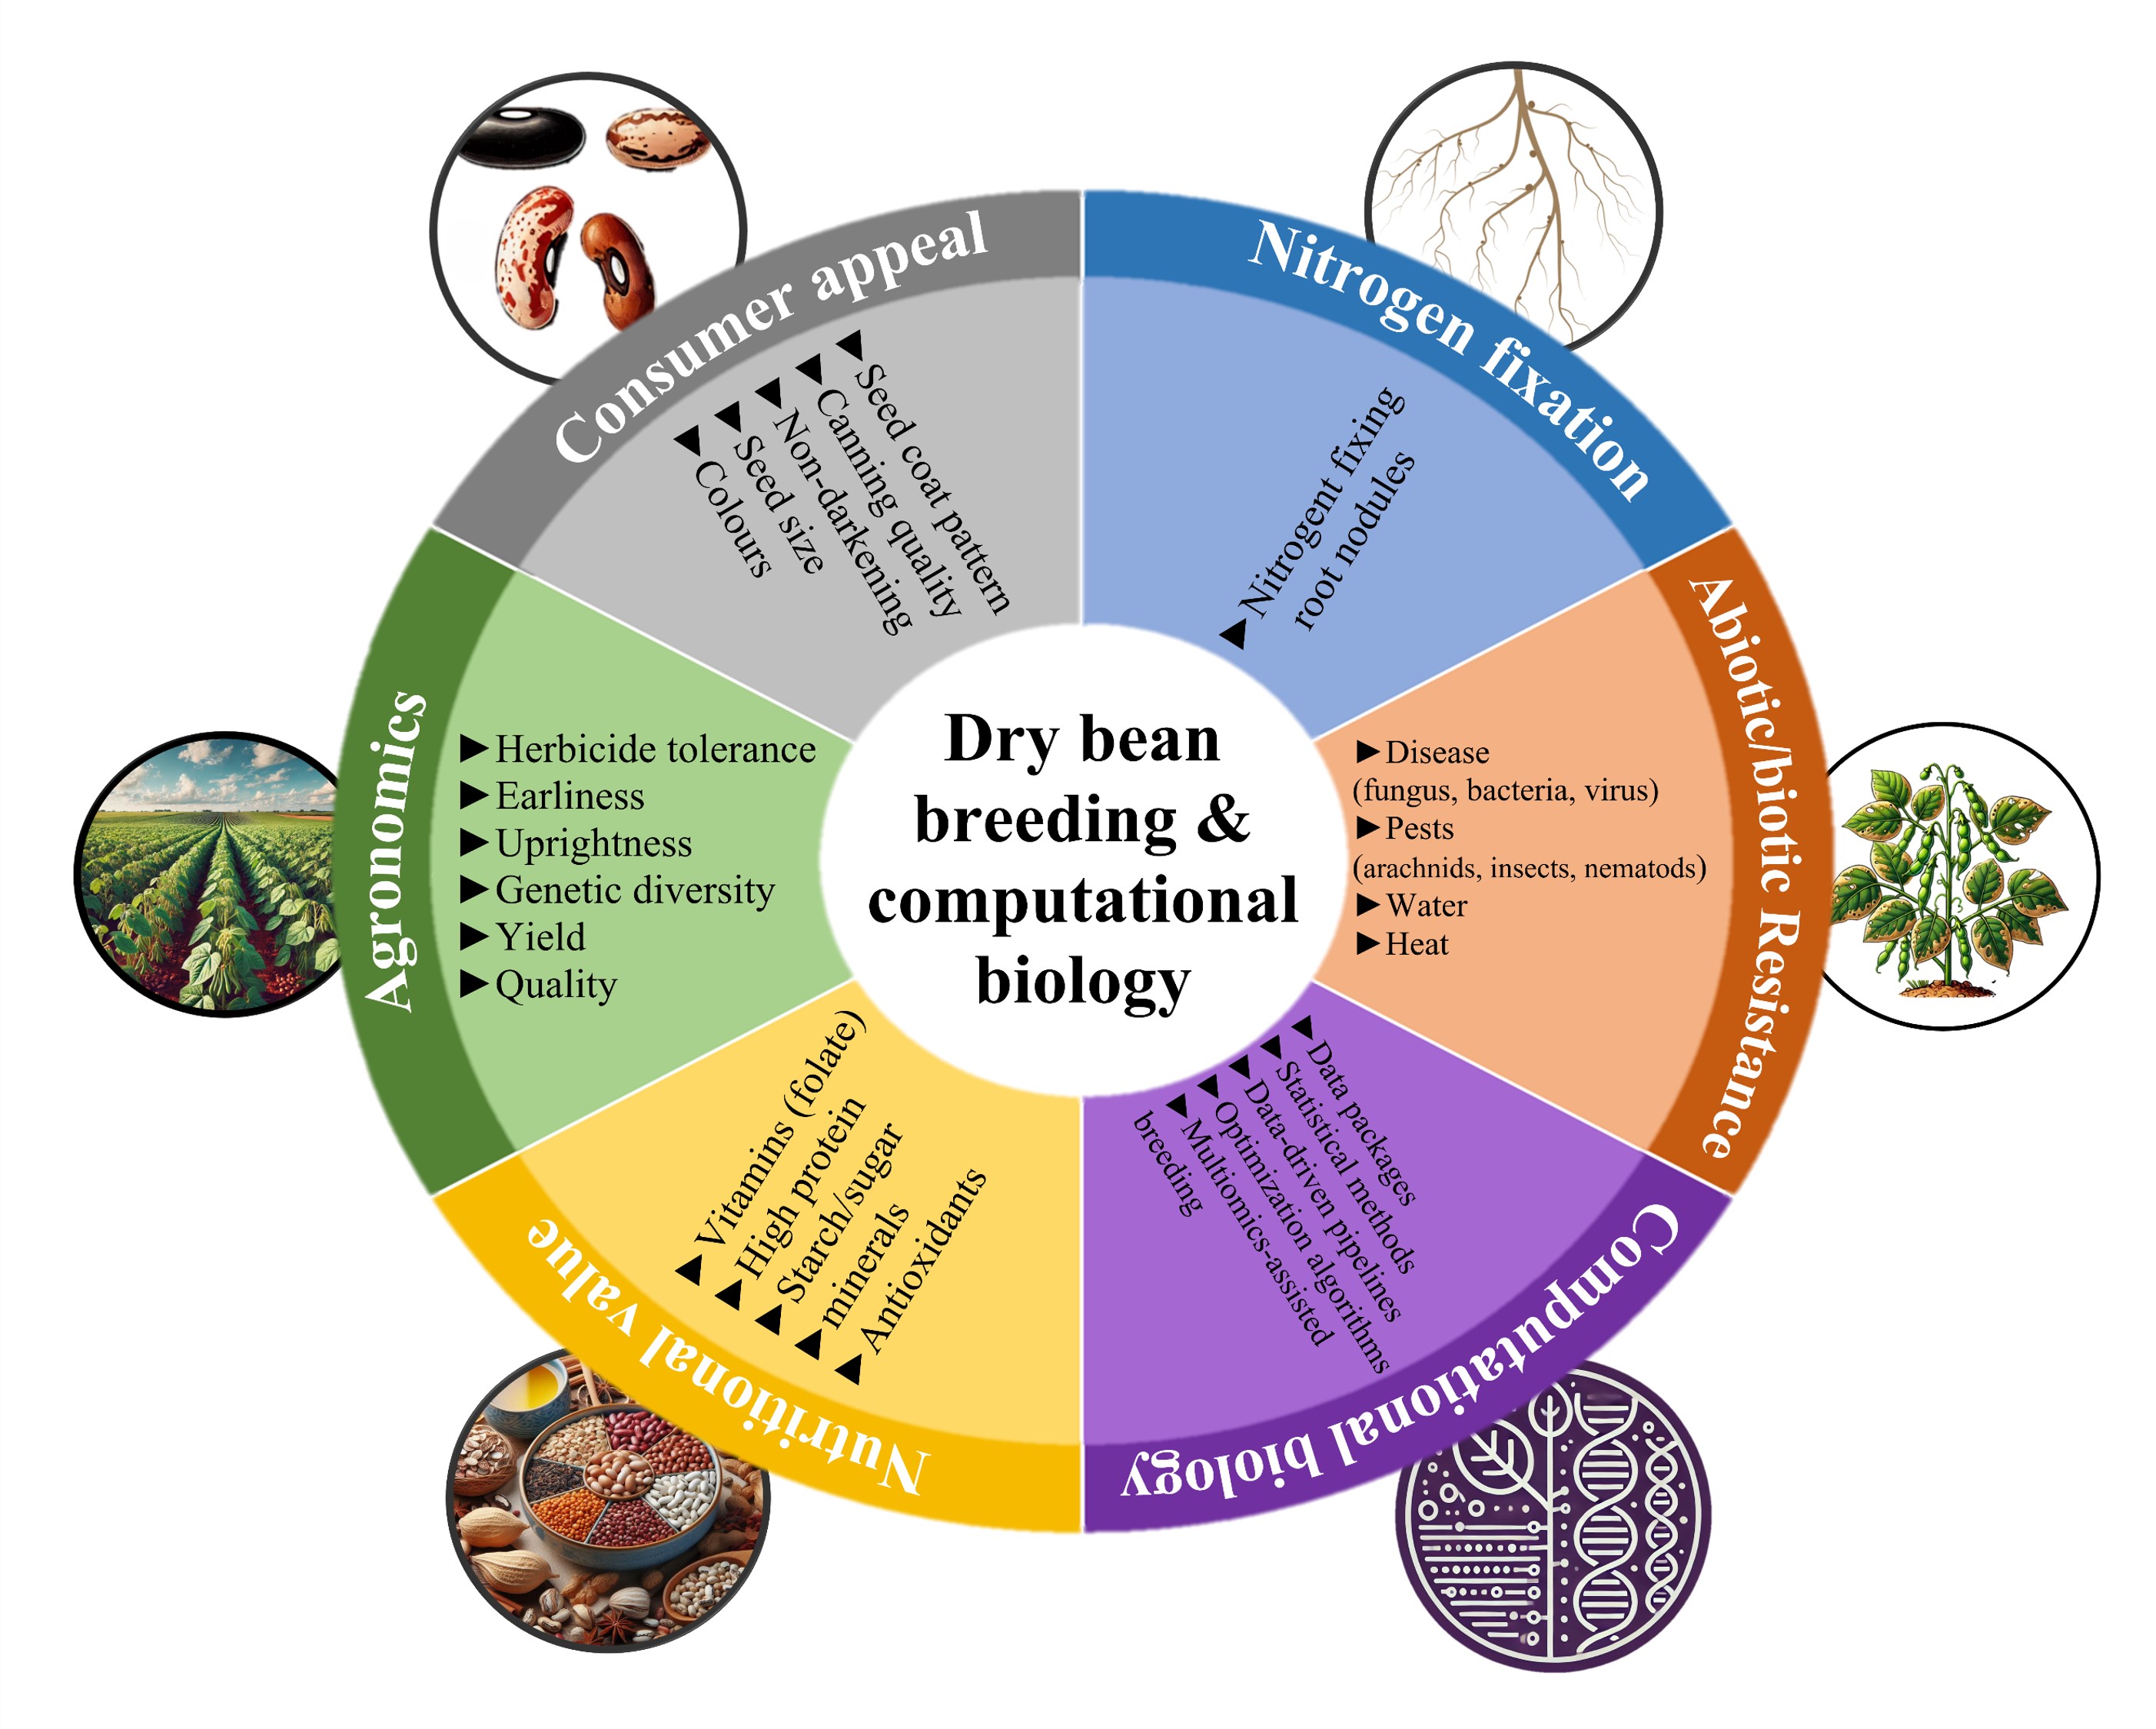 Dry bean
breeding &
computational
biology
Consumer appeal
▶Seed coat pattern
▶Canning quality
▶Non-darkening
▶Seed size
▶Colours
Nitrogen fixation
▶Nitrogent fixing
root nodules
Abiotic/biotic Resistance
▶Disease
(fungus, bacteria, virus)
▶Pests
(arachnids, insects, nematods)
▶Water
▶Heat
Computational biology
▶Data packages
▶Statistical methods
▶Data-driven pipelines
▶Optimization algorithms
▶Multiomics-assisted
breeding
Nutritional value
▶Vitamins (folate)
▶High protein
▶Starch/sugar
▶minerals
▶Antioxidants
Agronomics
▶Herbicide tolerance
▶Earliness
▶Uprightness
▶Genetic diversity
▶Yield
▶Quality